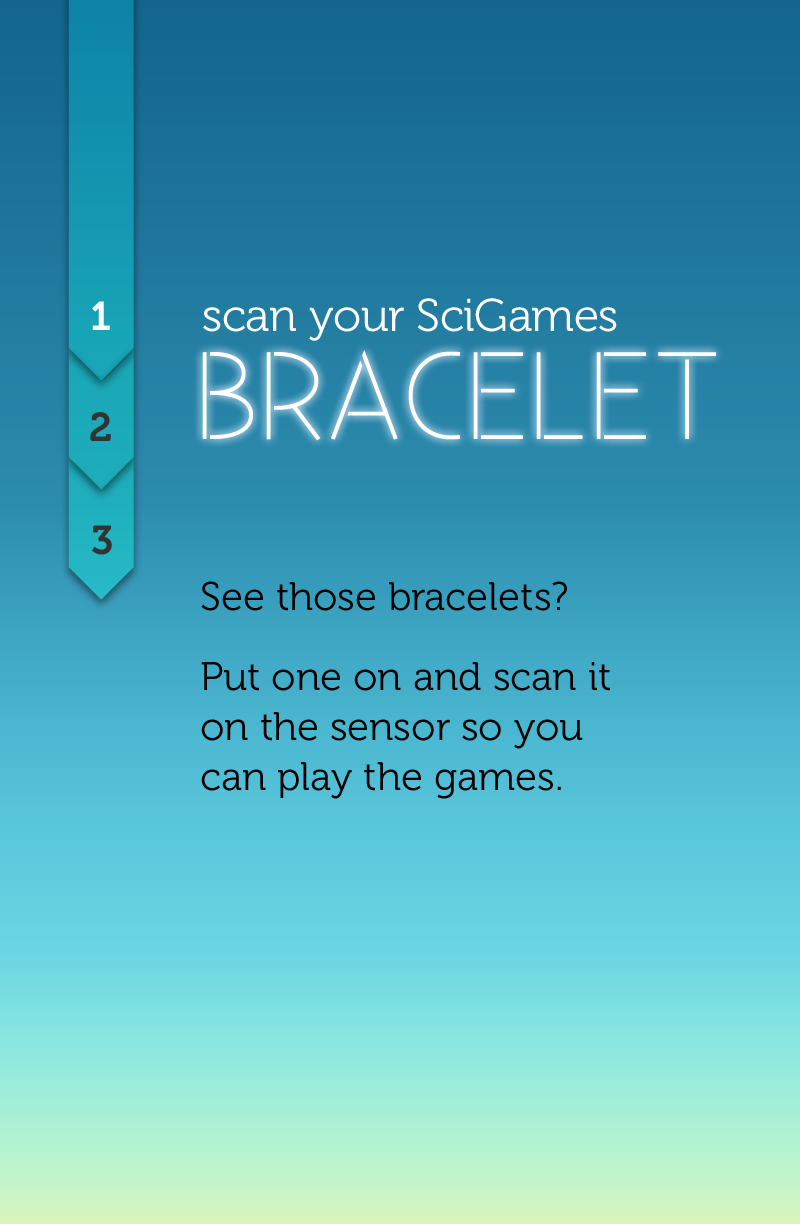 1
scan your SciGames
BRACELET
2
3
See those bracelets?
Put one on and scan it
on the sensor so you
can play the games.